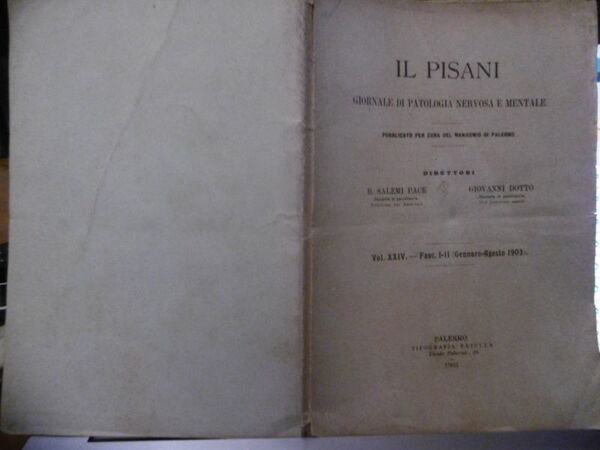 IL PISANI
GIORNALE DI PATOLOGIA NERVOSA E MENTALE
PUBBLICATO PER CURA DEL MANICOMIO DI PALERMO
DIRETTORI
B. SALEMI PACE
GIOVANNI DOTTO
Vol. XXIV. — Fasc. I-II (Gennaro-Agosto 1903).
PALERMO
TIPOGRAFIA
1903